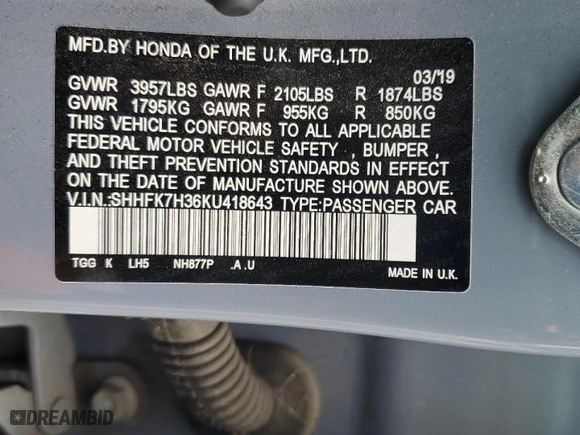 MFD.BY HONDA OF THE U.K. MFG.,LTD.
03/'19
GVWR 3957LBS GAWR F 2105LBS R 1874LBS
GVWR 1795KG GAWR F 955KG R 850KG
THIS VEHICLE CONFORMS TO ALL APPLICABLE
FEDERAL MOTOR VEHICLE SAFETY , BUMPER ,
AND THEFT PREVENTION STANDARDS IN EFFECT
ON THE DATE OF MANUFACTURE SHOWN ABOVE.
V.I.N.:SHHFK7H36KU418643 TYPE:PASSENGER CAR
TGG K LH5 NH877P .A .U
MADE IN U.K.
DREAMBID